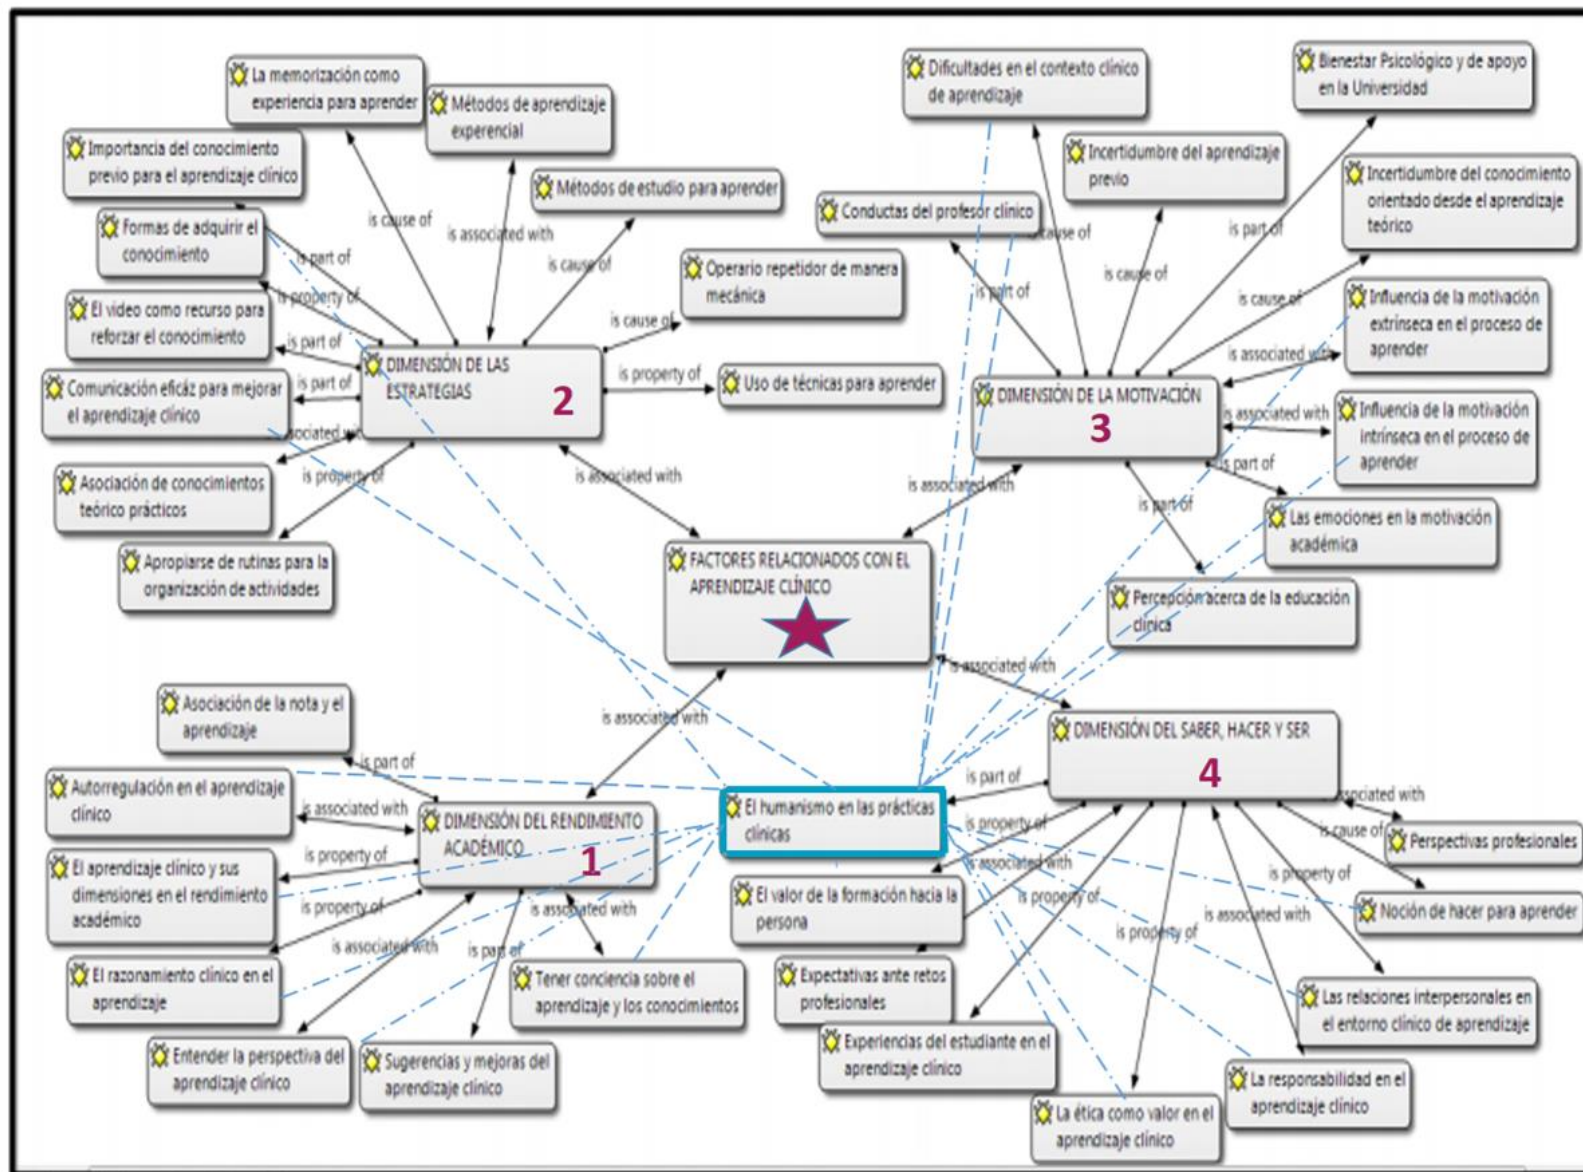 La memorización como
experiencia para aprender
Métodos de aprendizaje
experencial
Importancia del conocimiento
previo para el aprendizaje clínico
Métodos de estudio para aprender
Formas de adquirir el
conocimiento
El video como recurso para
reforzar el conocimiento
Comunicación eficáz para mejorar
el aprendizaje clínico
Asociación de conocimientos
teórico prácticos
Apropiarse de rutinas para la
organización de actividades
Operario repetidor de manera
mecánica
Uso de técnicas para aprender
is cause of
is associated with
is cause of
is part of
is property of
is part of
is part of
associated
is property of
is cause of
is property of
DIMENSIÓN DE LAS
ESTRATEGIAS
2
is associated with
Dificultades en el contexto clínico
de aprendizaje
Bienestar Psicológico y de apoyo
en la Universidad
Incertidumbre del aprendizaje
previo
Incertidumbre del conocimiento
orientado desde el aprendizaje
teórico
Conductas del profesor clínico
Influencia de la motivación
extrínseca en el proceso de
aprender
Influencia de la motivación
intrínseca en el proceso de
aprender
Las emociones en la motivación
académica
Percepción acerca de la educación
clínica
cause of
is part of
is cause of
is part of
is cause of
is associated with
is associated with
is part of
is part of
DIMENSIÓN DE LA MOTIVACIÓN
3
is associated with
FACTORES RELACIONADOS CON EL
APRENDIZAJE CLÍNICO
is associated with
is associated with
Asociación de la nota y el
aprendizaje
Autorregulación en el aprendizaje
clínico
El aprendizaje clínico y sus
dimensiones en el rendimiento
académico
El razonamiento clínico en el
aprendizaje
Entender la perspectiva del
aprendizaje clínico
Sugerencias y mejoras del
aprendizaje clínico
Tener conciencia sobre el
aprendizaje y los conocimientos
is part of
is associated with
is property of
is property of
is associated with
is part of
is associated with
DIMENSIÓN DEL RENDIMIENTO
ACADÉMICO
1
DIMENSIÓN DEL SABER, HACER Y SER
4
El humanismo en las prácticas
clínicas
El valor de la formación hacia la
persona
Expectativas ante retos
profesionales
Experiencias del estudiante en el
aprendizaje clínico
La ética como valor en el
aprendizaje clínico
La responsabilidad en el
aprendizaje clínico
Las relaciones interpersonales en
el entorno clínico de aprendizaje
Noción de hacer para aprender
Perspectivas profesionales
is part of
is property of
is associated with
is property of
is property of
is associated with
is property of
is cause of
associated with